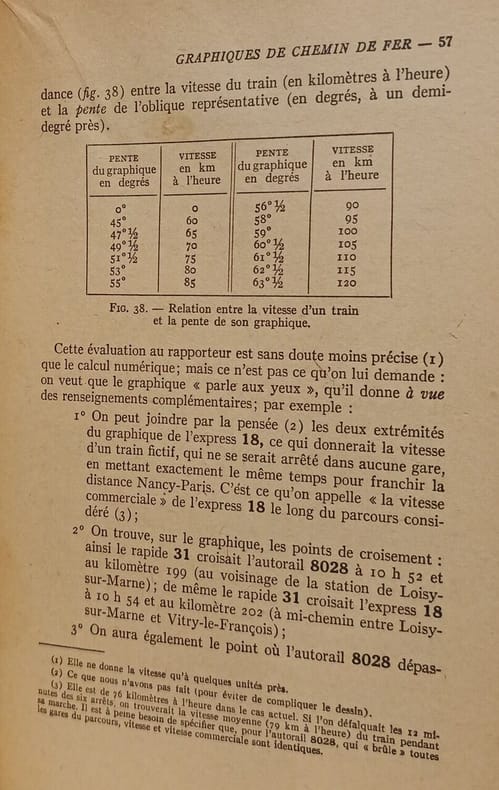 GRAPHIQUES DE CHEMIN DE FER — 57
dance (fig. 38) entre la vitesse du train (en kilomètres à l'heure)
et la pente de l'oblique représentative (en degrés, à un demi-
degré près).
PENTE du graphique en degrés | VITESSE en km à l'heure | PENTE du graphique en degrés | VITESSE en km à l'heure
0° | 0 | 56°½ | 90
45° | 60 | 58° | 95
47°½ | 65 | 59° | 100
49°½ | 70 | 60°½ | 105
51°½ | 75 | 61°½ | 110
53° | 80 | 62°½ | 115
55° | 85 | 63°½ | 120
FIG. 38. — Relation entre la vitesse d'un train
et la pente de son graphique.
Cette évaluation au rapporteur est sans doute moins précise (1)
que le calcul numérique; mais ce n'est pas ce qu'on lui demande :
on veut que le graphique « parle aux yeux », qu'il donne à vue
des renseignements complémentaires; par exemple :
1° On peut joindre par la pensée (2) les deux extrémités
du graphique de l'express 18, ce qui donnerait la vitesse
d'un train fictif, qui ne se serait arrêté dans aucune gare,
en mettant exactement le même temps pour franchir la
distance Nancy-Paris. C'est ce qu'on appelle « la vitesse
commerciale » de l'express 18 le long du parcours consi-
déré (3);
2° On trouve, sur le graphique, les points de croisement :
ainsi le rapide 31 croisait l'autorail 8028 à 10 h 52 et
au kilomètre 199 (au voisinage de la station de Loisy-
sur-Marne); de même le rapide 31 croisait l'express 18
à 10 h 54 et au kilomètre 202 (à mi-chemin entre Loisy-
sur-Marne et Vitry-le-François);
3° On aura également le point où l'autorail 8028 dépas-
(1) Elle ne donne la vitesse qu'à quelques unités près.
(2) Ce que nous n'avons pas fait (pour éviter de compliquer le dessin).
(3) Elle est de 76 kilomètres à l'heure dans le cas actuel. Si l'on défalquait les 12 mi-
nutes des six arrêts, on trouverait la vitesse moyenne (79 km à l'heure) du train pendant
sa marche. Il est à peine besoin de spécifier que, pour l'autorail 8028, qui « brûle » toutes
les gares du parcours, vitesse et vitesse commerciale sont identiques.